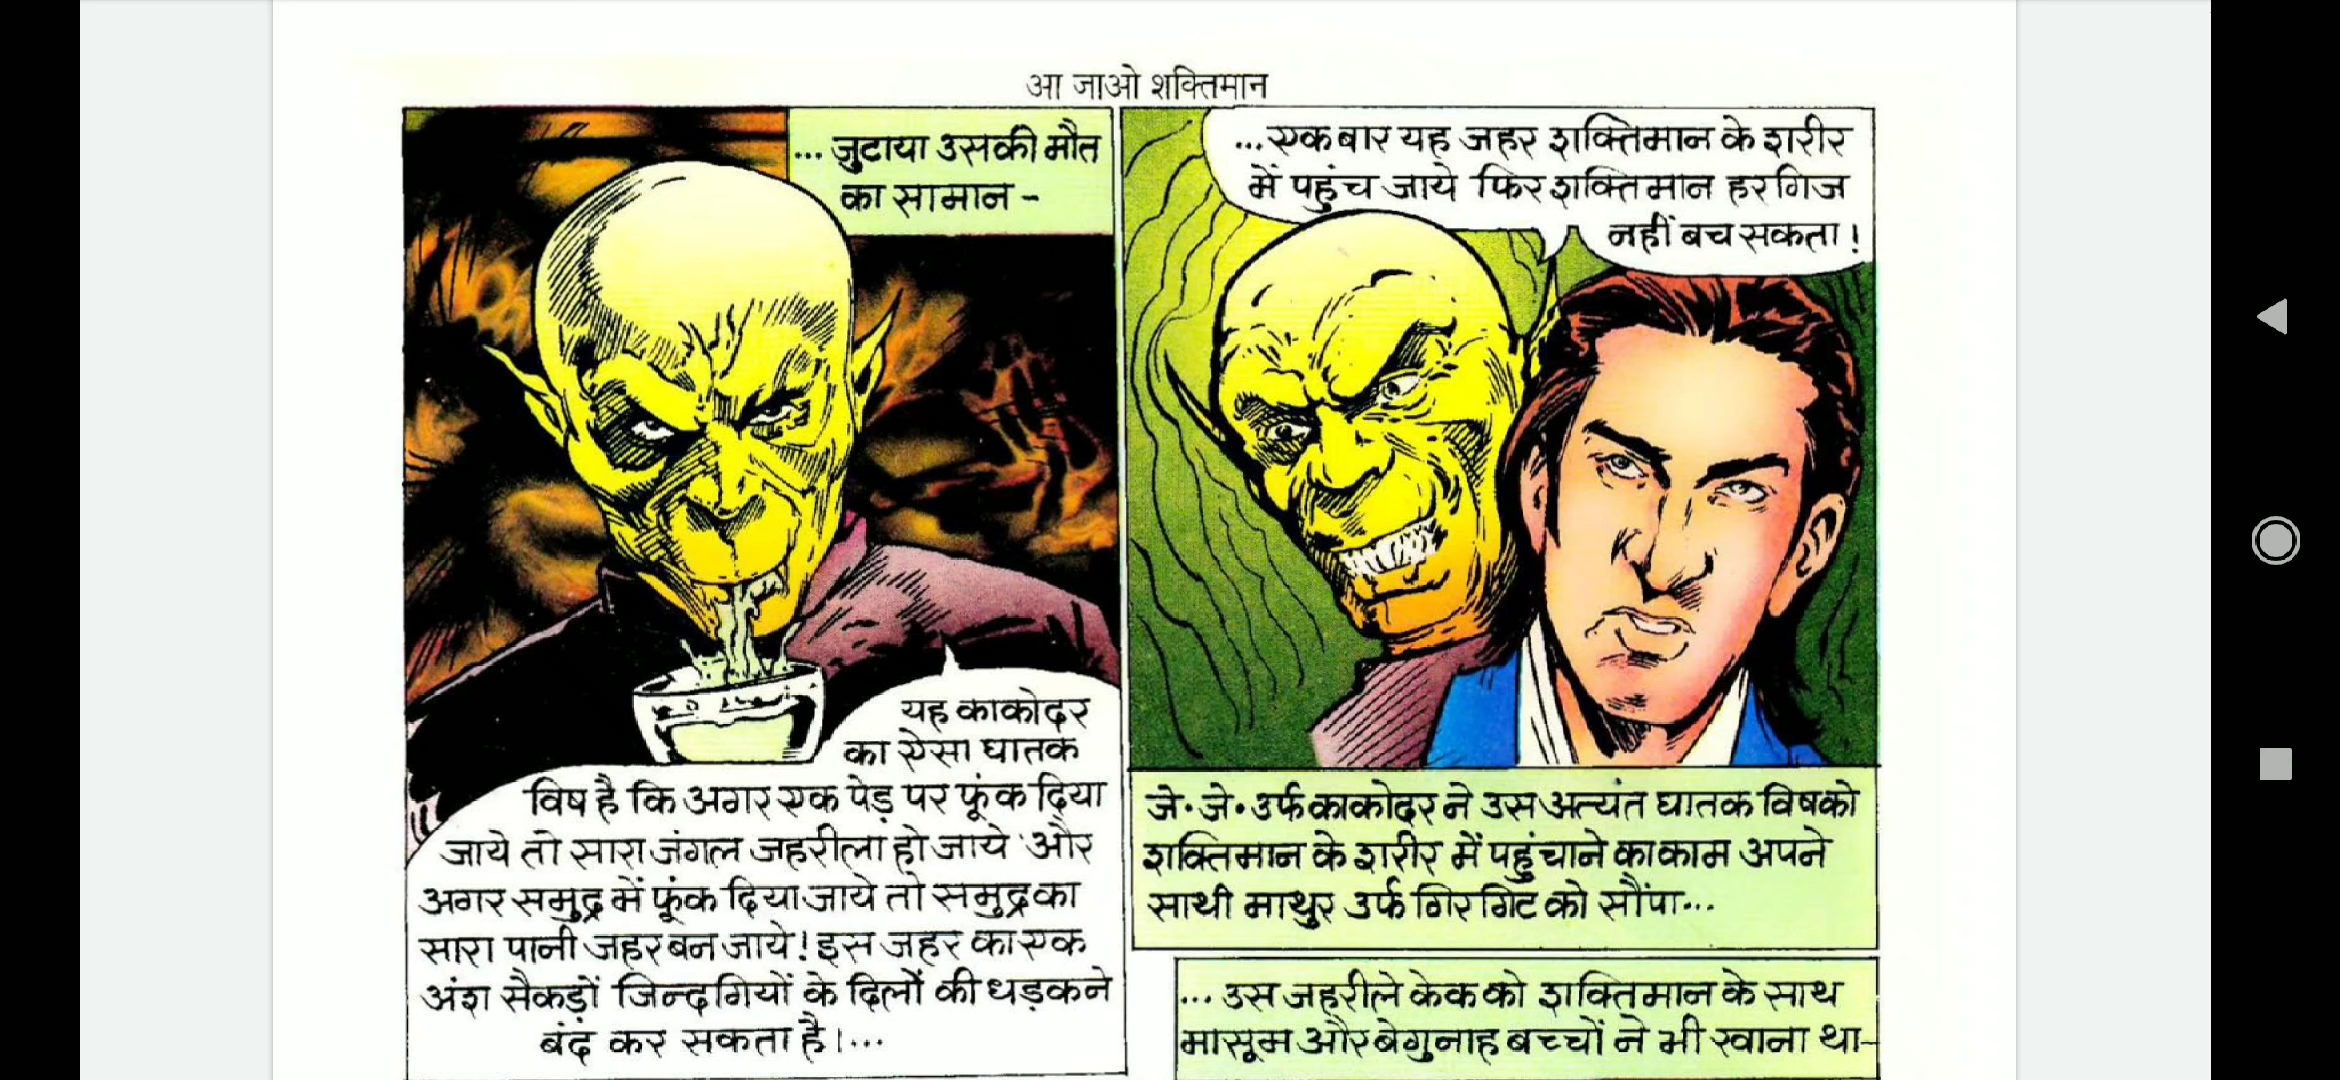 आ जाओ शक्तिमान
... जुटाया उसकी मौत
का सामान -
यह काकोदर
का ऐसा घातक
विष है कि अगर एक पेड़ पर फूंक दिया
जाये तो सारा जंगल जहरीला हो जाये और
अगर समुद्र में फूंक दिया जाये तो समुद्र का
सारा पानी जहर बन जाये! इस जहर का एक
अंश सैकड़ों जिन्दगियों के दिलों की धड़कने
बंद कर सकता है।...
...एक बार यह जहर शक्तिमान के शरीर
में पहुंच जाये फिर शक्तिमान हरगिज
नहीं बच सकता!
जे. जे. उर्फ काकोदर ने उस अत्यंत घातक विष को
शक्तिमान के शरीर में पहुंचाने का काम अपने
साथी माथुर उर्फ गिरगिट को सौंपा...
... उस जहरीले केक को शक्तिमान के साथ
मासूम और बेगुनाह बच्चों ने भी खाना था-